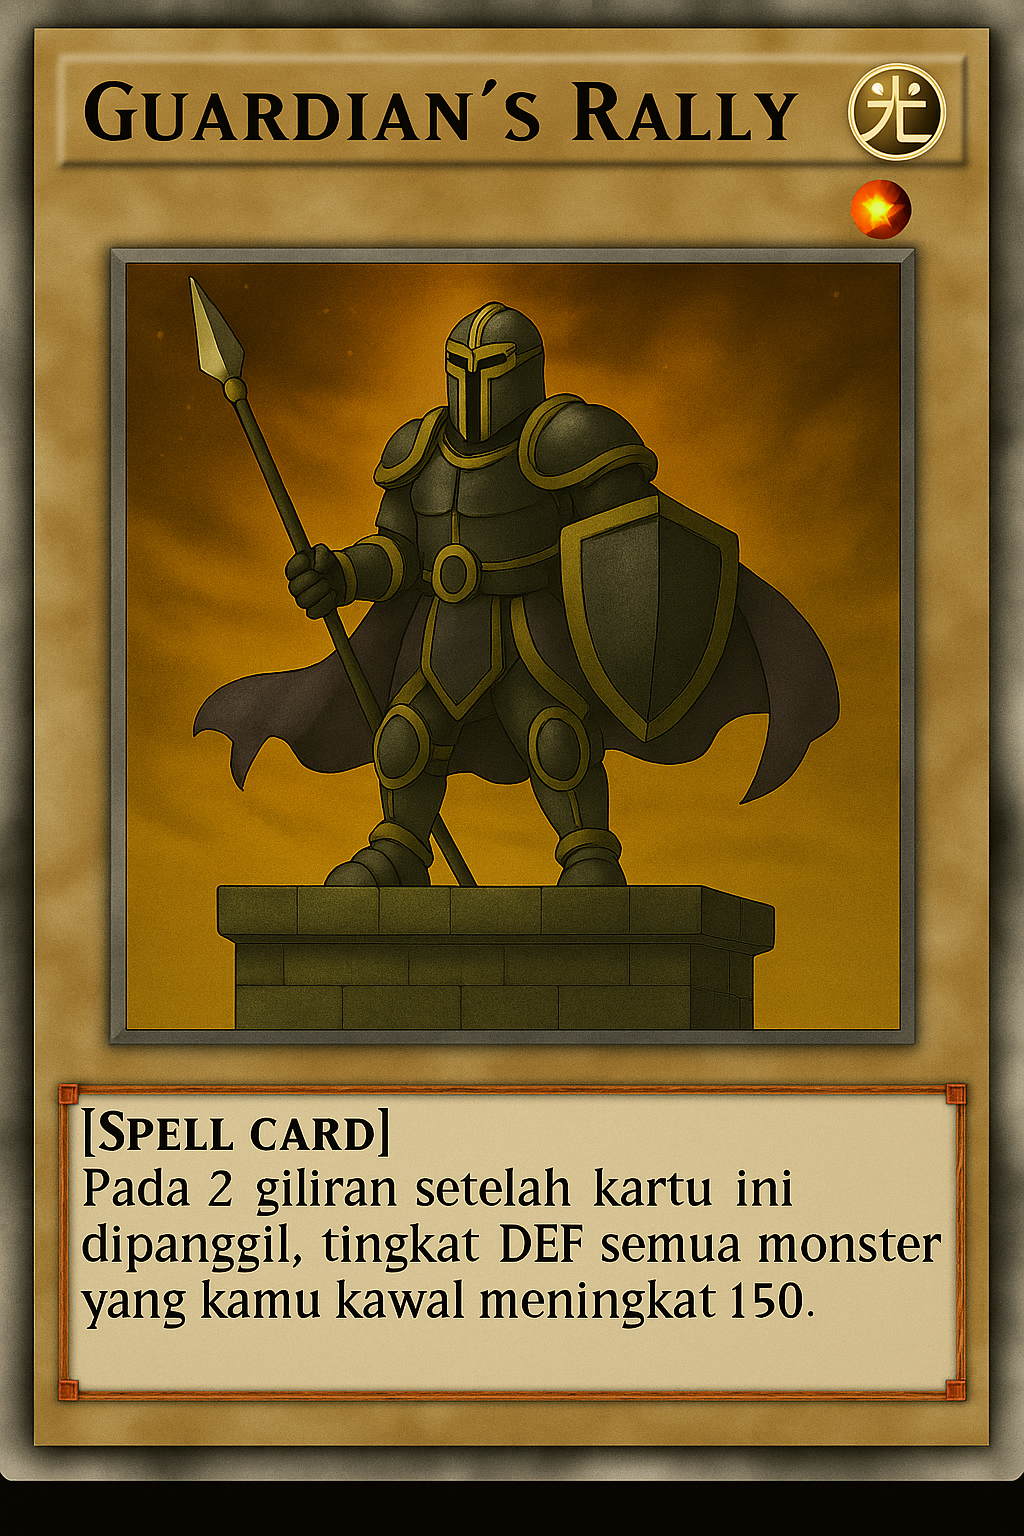 GUARDIAN´S RALLY
光
[SPELL CARD]
Pada 2 giliran setelah kartu ini
dipanggil, tingkat DEF semua monster
yang kamu kawal meningkat 150.